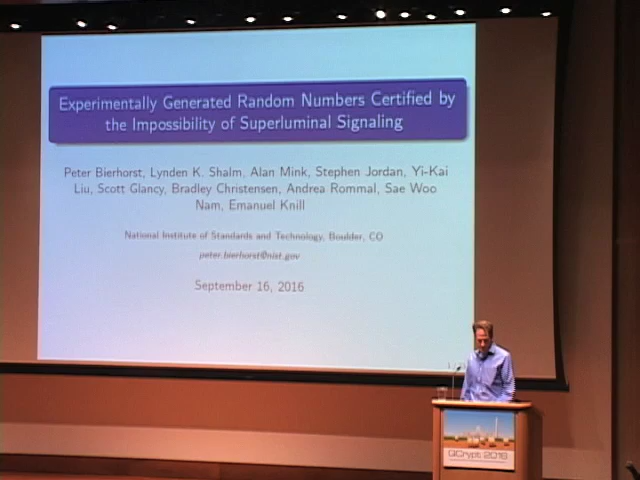 Experimentally Generated Random Numbers Certified by
the Impossibility of Superluminal Signaling
Peter Bierhorst, Lynden K. Shalm, Alan Mink, Stephen Jordan, Yi-Kai
Liu, Scott Glancy, Bradley Christensen, Andrea Rommal, Sae Woo
Nam, Emanuel Knill
National Institute of Standards and Technology, Boulder, CO
peter.bierhorst@nist.gov
September 16, 2016
QCrypt 2016